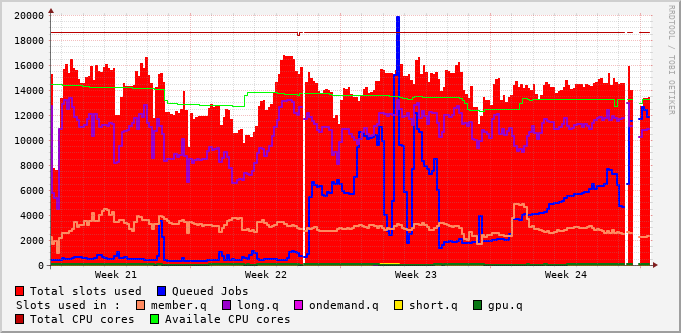 RRDTOOL / TOBI OETIKER
20000
18000
16000
14000
12000
10000
8000
6000
4000
2000
0
Week 21 Week 22 Week 23 Week 24
Total slots used Queued Jobs
Slots used in : member.q long.q ondemand.q short.q gpu.q
Total CPU cores Availale CPU cores